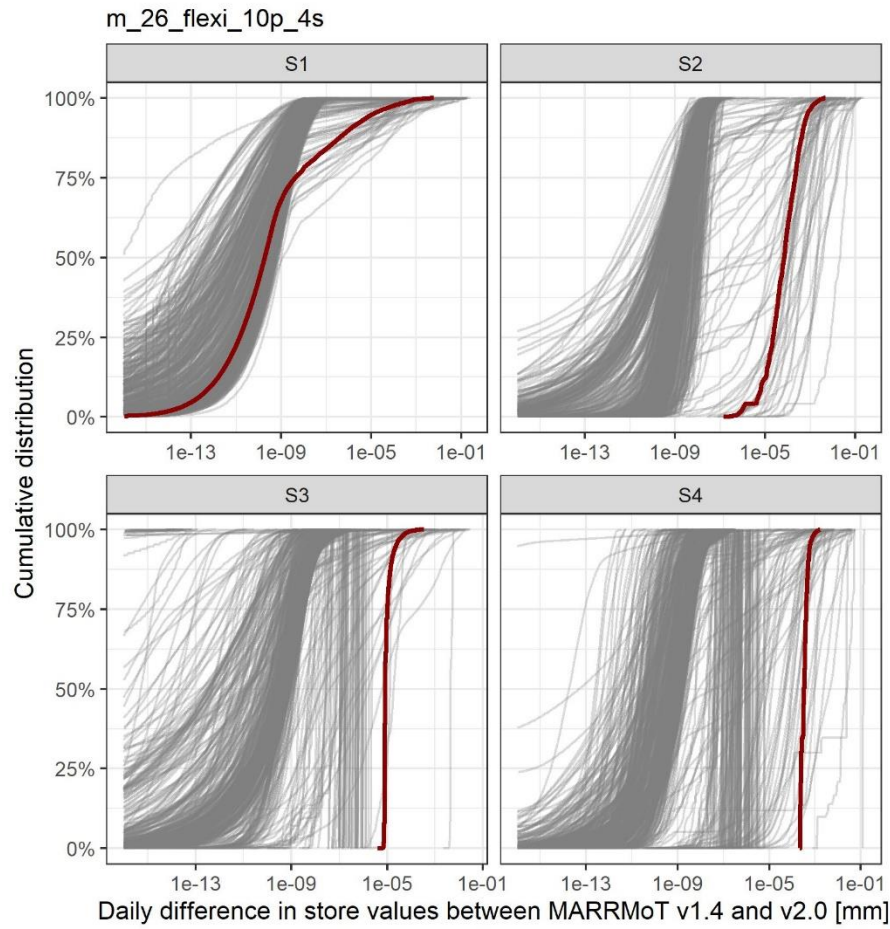 m_26_flexi_10p_4s
S1 S2
100% 
75%
50%
25%
0%
1e-13 1e-09 1e-05 1e-01 1e-13 1e-09 1e-05 1e-01
S3 S4
100%
75%
50%
25%
0%
1e-13 1e-09 1e-05 1e-01 1e-13 1e-09 1e-05 1e-01
Cumulative distribution
Daily difference in store values between MARRMoT v1.4 and v2.0 [mm]